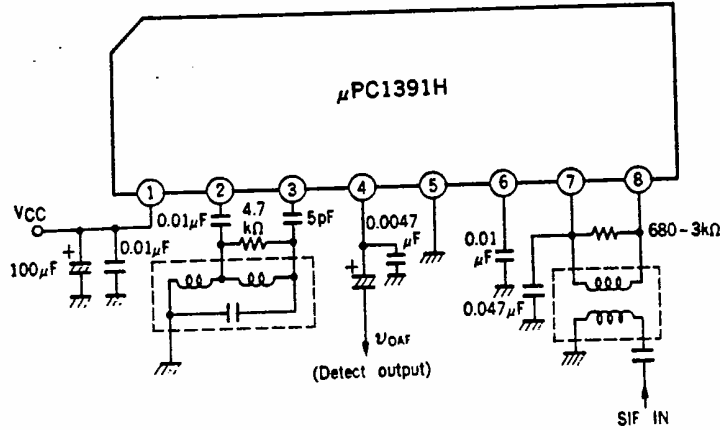 μPC1391H
1 2 3 4 5 6 7 8
VCC
0.01μF
4.7 kΩ
5pF
0.0047 μF
0.01 μF
680-3kΩ
+
100μF
0.01μF
+
0.047μF
υOAF
(Detect output)
SIF IN